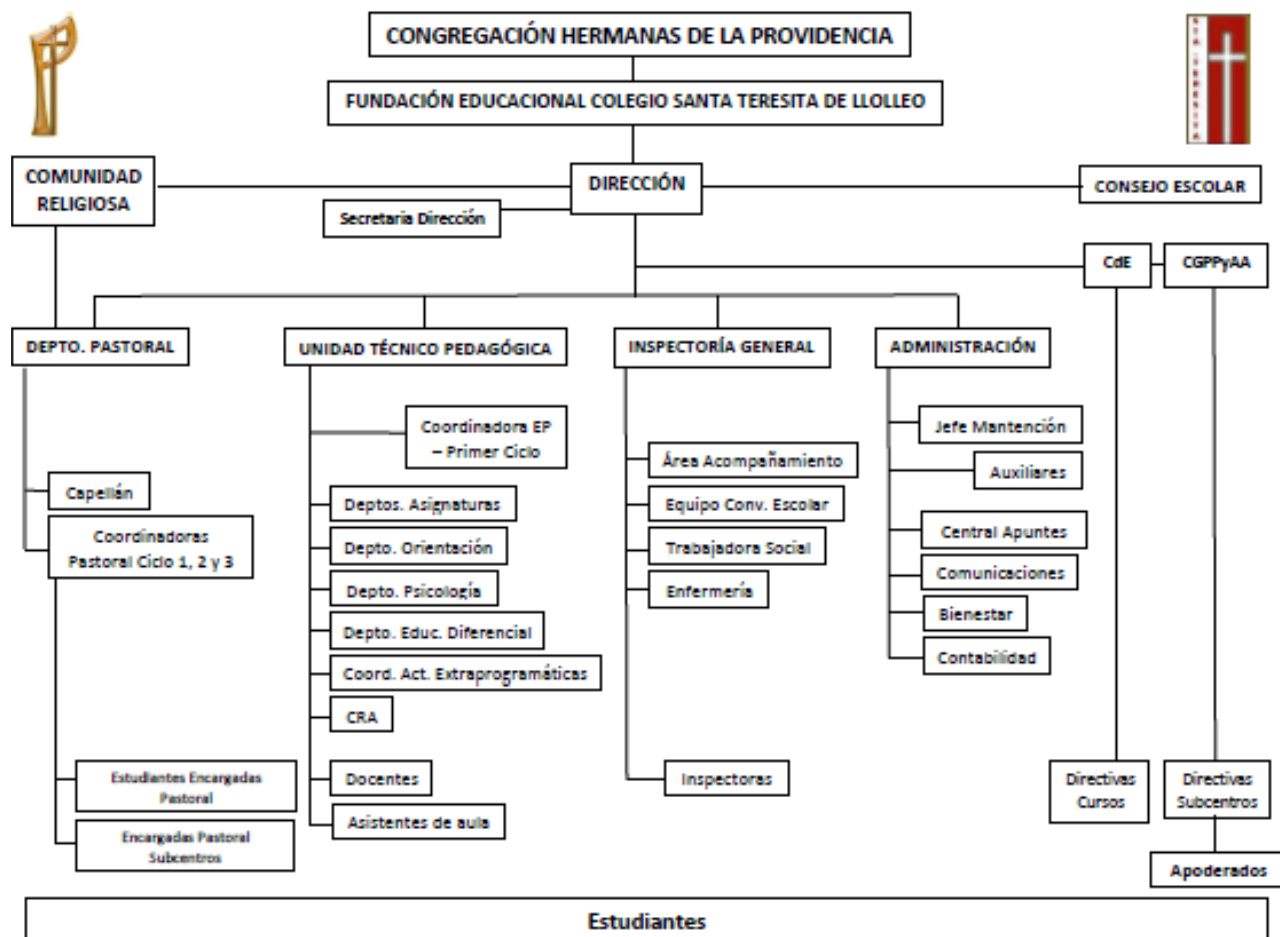 CONGREGACIÓN HERMANAS DE LA PROVIDENCIA
STA. TERESITA
FUNDACIÓN EDUCACIONAL COLEGIO SANTA TERESITA DE LLOLLEO
COMUNIDAD
RELIGIOSA
DIRECCIÓN
CONSEJO ESCOLAR
Secretaria Dirección
CdE
CGPPyAA
DEPTO. PASTORAL
UNIDAD TÉCNICO PEDAGÓGICA
INSPECTORÍA GENERAL
ADMINISTRACIÓN
Capellán
Coordinadoras
Pastoral Ciclo 1, 2 y 3
Estudiantes Encargadas
Pastoral
Encargadas Pastoral
Subcentros
Coordinadora EP
– Primer Ciclo
Deptos. Asignaturas
Depto. Orientación
Depto. Psicología
Depto. Educ. Diferencial
Coord. Act. Extraprogramáticas
CRA
Docentes
Asistentes de aula
Área Acompañamiento
Equipo Conv. Escolar
Trabajadora Social
Enfermería
Inspectoras
Jefe Mantención
Auxiliares
Central Apuntes
Comunicaciones
Bienestar
Contabilidad
Directivas
Cursos
Directivas
Subcentros
Apoderados
Estudiantes